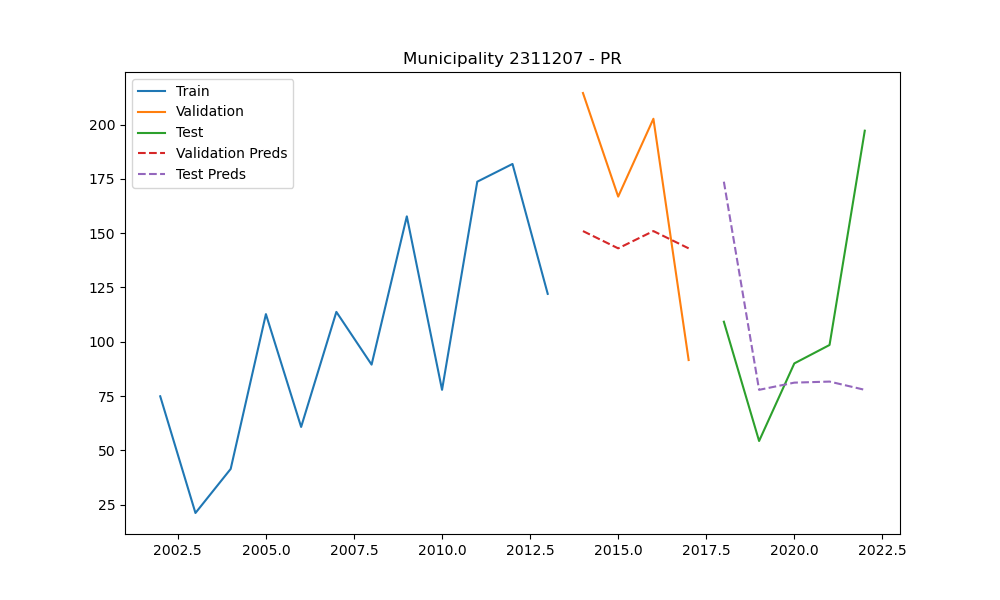 Municipality 2311207 - PR
Train
Validation
Test
Validation Preds
Test Preds
200
175
150
125
100
75
50
25
2002.5 2005.0 2007.5 2010.0 2012.5 2015.0 2017.5 2020.0 2022.5